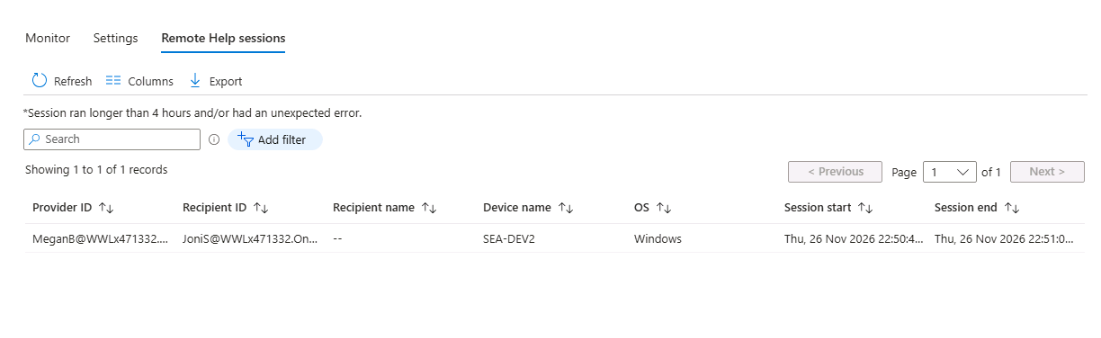 Monitor Settings Remote Help sessions
Refresh Columns Export
*Session ran longer than 4 hours and/or had an unexpected error.
Search Add filter
Showing 1 to 1 of 1 records < Previous Page 1 of 1 Next >
Provider ID Recipient ID Recipient name Device name OS Session start Session end
MeganB@WWLx471332.... JoniS@WWLx471332.On... -- SEA-DEV2 Windows Thu, 26 Nov 2026 22:50:4... Thu, 26 Nov 2026 22:51:0...